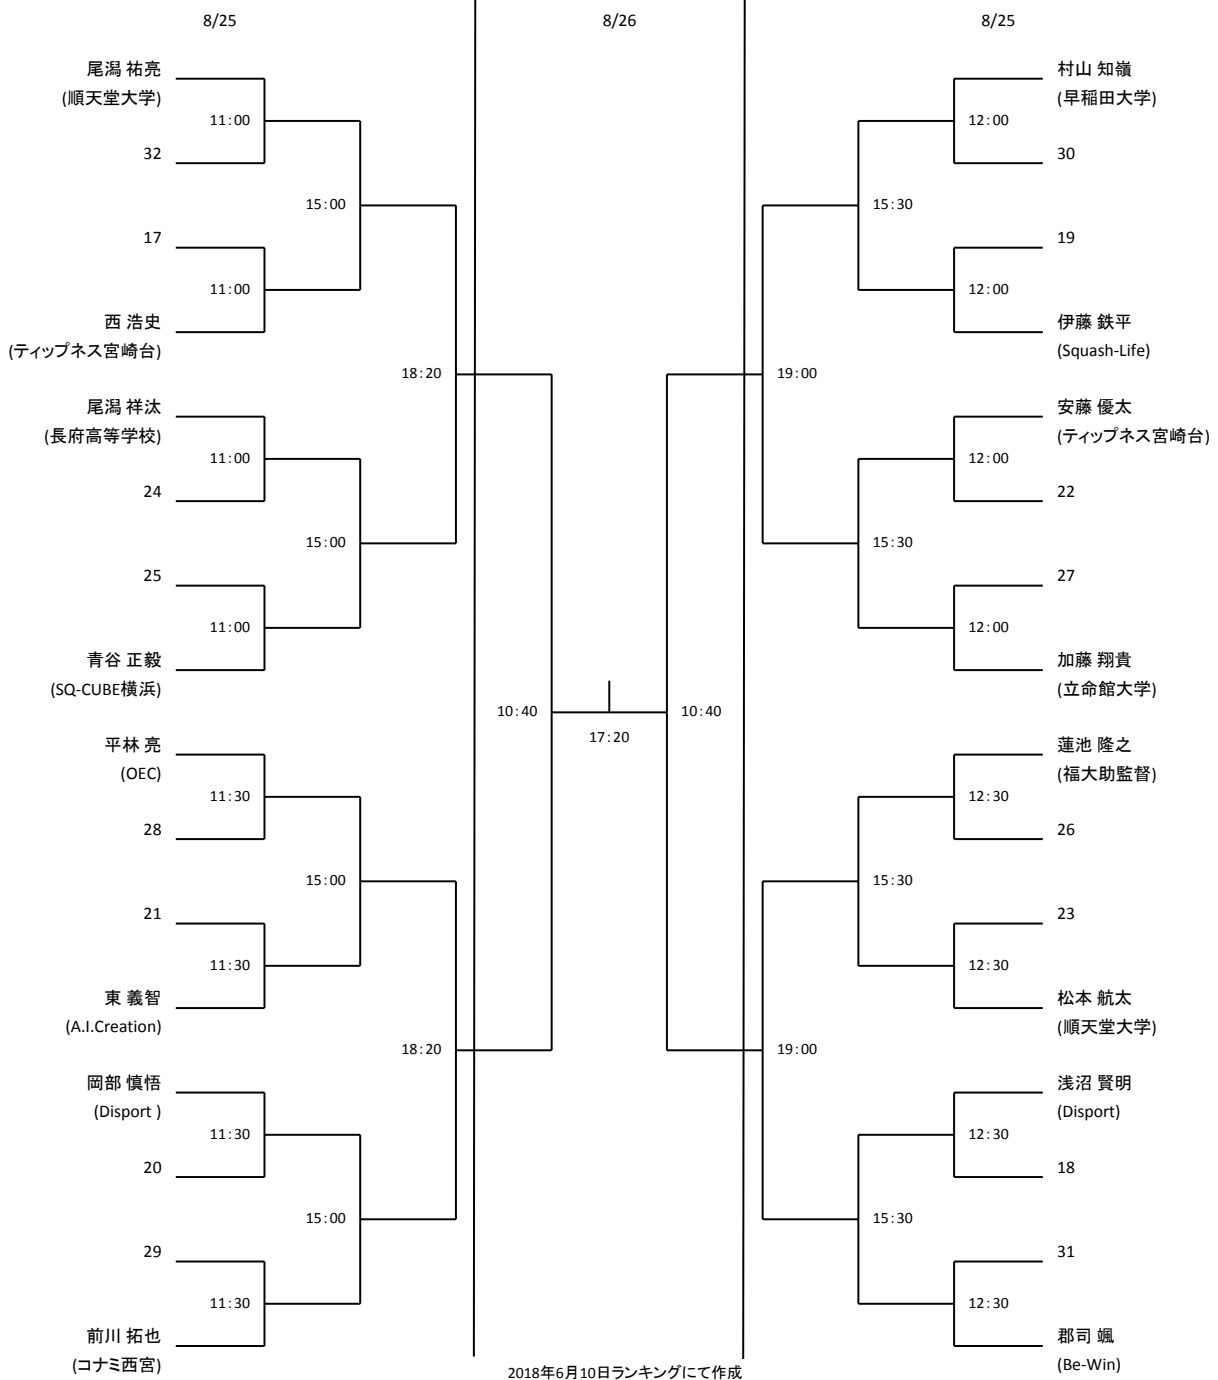 8/25
8/26
8/25
尾潟 祐亮
(順天堂大学)
11:00
32
15:00
17
11:00
西 浩史
(ティップネス宮崎台)
18:20
尾潟 祥汰
(長府高等学校)
11:00
24
15:00
25
11:00
青谷 正毅
(SQ-CUBE横浜)
10:40
平林 亮
(OEC)
11:30
28
15:00
21
11:30
東 義智
(A.I.Creation)
18:20
岡部 慎悟
(Disport )
11:30
20
15:00
29
11:30
前川 拓也
(コナミ西宮)
17:20
村山 知嶺
(早稲田大学)
12:00
30
15:30
19
12:00
伊藤 鉄平
(Squash-Life)
19:00
安藤 優太
(ティップネス宮崎台)
12:00
22
15:30
27
12:00
加藤 翔貴
(立命館大学)
10:40
蓮池 隆之
(福大助監督)
12:30
26
15:30
23
12:30
松本 航太
(順天堂大学)
19:00
浅沼 賢明
(Disport)
12:30
18
15:30
31
12:30
郡司 颯
(Be-Win)
2018年6月10日ランキングにて作成